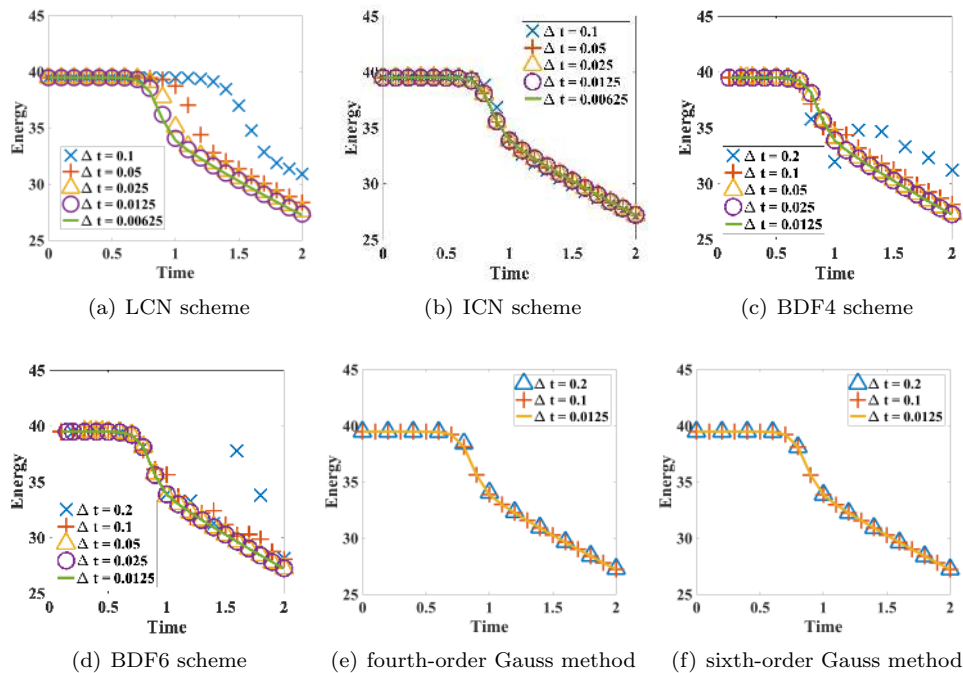 45
40
35
30
25
Energy
Δ t = 0.1
Δ t = 0.05
Δ t = 0.025
Δ t = 0.0125
Δ t = 0.00625
0 0.5 1 1.5 2
Time
(a) LCN scheme
45
40
35
30
25
Energy
Δ t = 0.1
Δ t = 0.05
Δ t = 0.025
Δ t = 0.0125
Δ t = 0.00625
0 0.5 1 1.5 2
Time
(b) ICN scheme
45
40
35
30
25
Energy
Δ t = 0.2
Δ t = 0.1
Δ t = 0.05
Δ t = 0.025
Δ t = 0.0125
0 0.5 1 1.5 2
Time
(c) BDF4 scheme
45
40
35
30
25
Energy
Δ t = 0.2
Δ t = 0.1
Δ t = 0.05
Δ t = 0.025
Δ t = 0.0125
0 0.5 1 1.5 2
Time
(d) BDF6 scheme
45
40
35
30
25
Energy
Δ t = 0.2
Δ t = 0.1
Δ t = 0.0125
0 0.5 1 1.5 2
Time
(e) fourth-order Gauss method
45
40
35
30
25
Energy
Δ t = 0.2
Δ t = 0.1
Δ t = 0.0125
0 0.5 1 1.5 2
Time
(f) sixth-order Gauss method